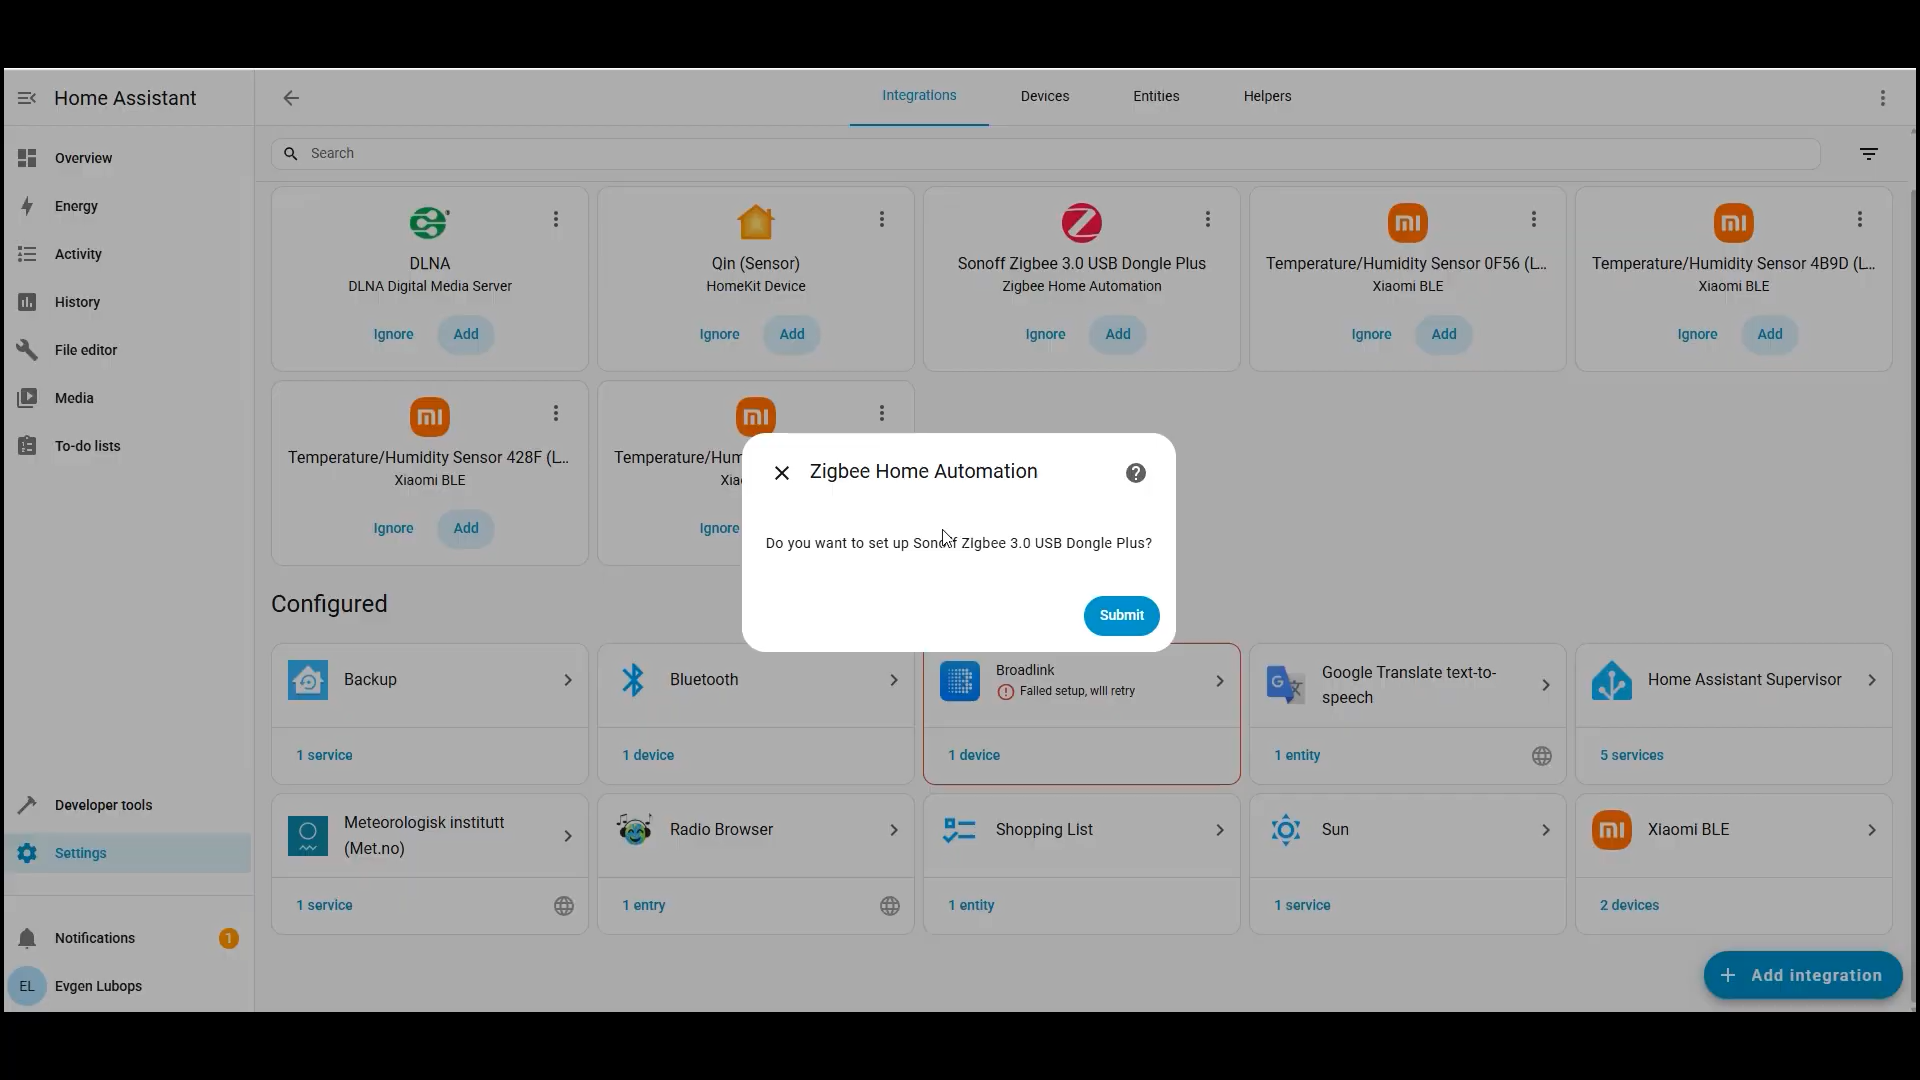 Home Assistant
Integrations
Devices
Entities
Helpers
Overview
Energy
Activity
History
File editor
Media
To-do lists
Developer tools
Settings
Notifications
1
EL
Evgen Lubops
Search
DLNA
DLNA Digital Media Server
Ignore
Add
Qin (Sensor)
HomeKit Device
Ignore
Add
Sonoff Zigbee 3.0 USB Dongle Plus
Zigbee Home Automation
Ignore
Add
Temperature/Humidity Sensor 0F56 (L...
Xiaomi BLE
Ignore
Add
Temperature/Humidity Sensor 4B9D (L...
Xiaomi BLE
Ignore
Add
Temperature/Humidity Sensor 428F (L...
Xiaomi BLE
Ignore
Add
Temperature/Hum
Xia
Ignore
Zigbee Home Automation
Do you want to set up Sonoff Zigbee 3.0 USB Dongle Plus?
Submit
Configured
Backup
1 service
Bluetooth
1 device
Broadlink
Failed setup, will retry
1 device
Google Translate text-to-
speech
1 entity
Home Assistant Supervisor
5 services
Meteorologisk institutt
(Met.no)
1 service
Radio Browser
1 entry
Shopping List
1 entity
Sun
1 service
Xiaomi BLE
2 devices
Add integration